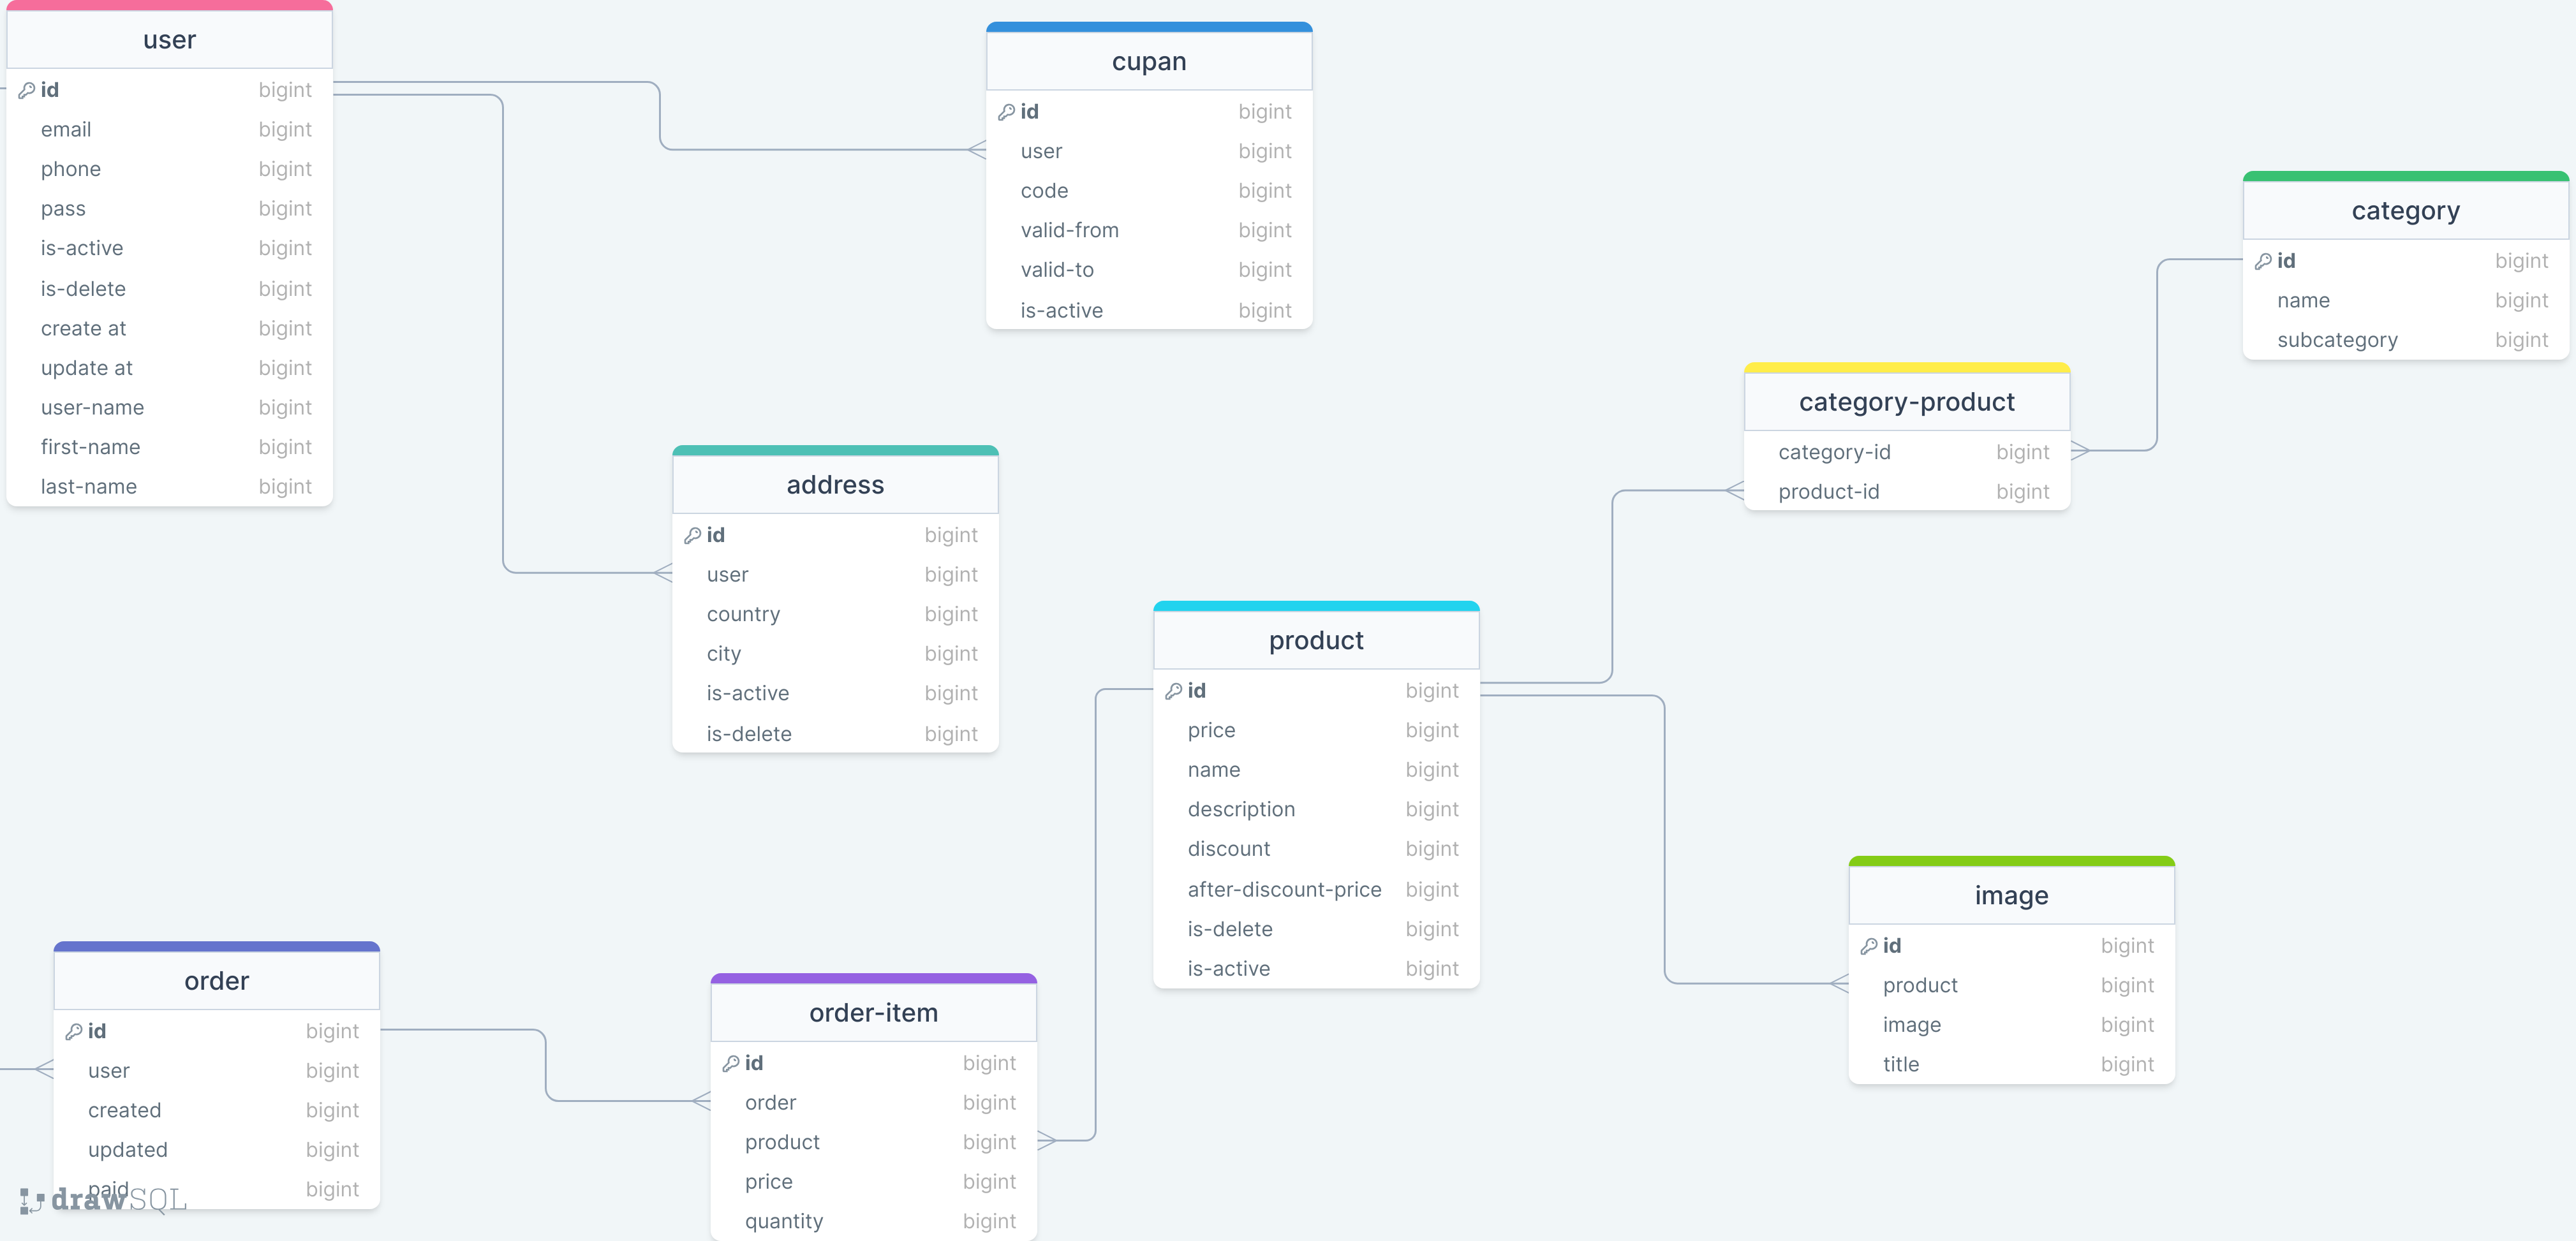 user
id bigint
email bigint
phone bigint
pass bigint
is-active bigint
is-delete bigint
create at bigint
update at bigint
user-name bigint
first-name bigint
last-name bigint
cupan
id bigint
user bigint
code bigint
valid-from bigint
valid-to bigint
is-active bigint
category
id bigint
name bigint
subcategory bigint
category-product
category-id bigint
product-id bigint
address
id bigint
user bigint
country bigint
city bigint
is-active bigint
is-delete bigint
product
id bigint
price bigint
name bigint
description bigint
discount bigint
after-discount-price bigint
is-delete bigint
is-active bigint
image
id bigint
product bigint
image bigint
title bigint
order
id bigint
user bigint
created bigint
updated bigint
paid bigint
drawSQL
order-item
id bigint
order bigint
product bigint
price bigint
quantity bigint